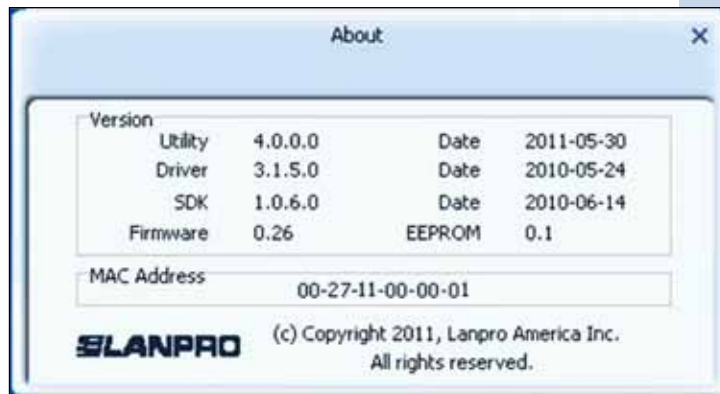 About
Version
Utility 4.0.0.0 Date 2011-05-30
Driver 3.1.5.0 Date 2010-05-24
SDK 1.0.6.0 Date 2010-06-14
Firmware 0.26 EEPROM 0.1
MAC Address
00-27-11-00-00-01
LANPRO
(c) Copyright 2011, Lanpro America Inc.
All rights reserved.